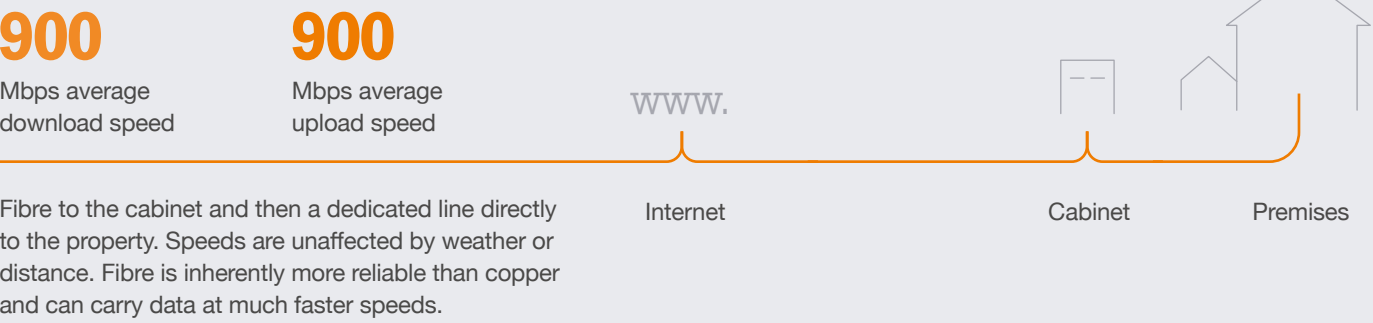 900
Mbps average
download speed
900
Mbps average
upload speed
www.
Fibre to the cabinet and then a dedicated line directly
to the property. Speeds are unaffected by weather or
distance. Fibre is inherently more reliable than copper
and can carry data at much faster speeds.
Internet
Cabinet
Premises